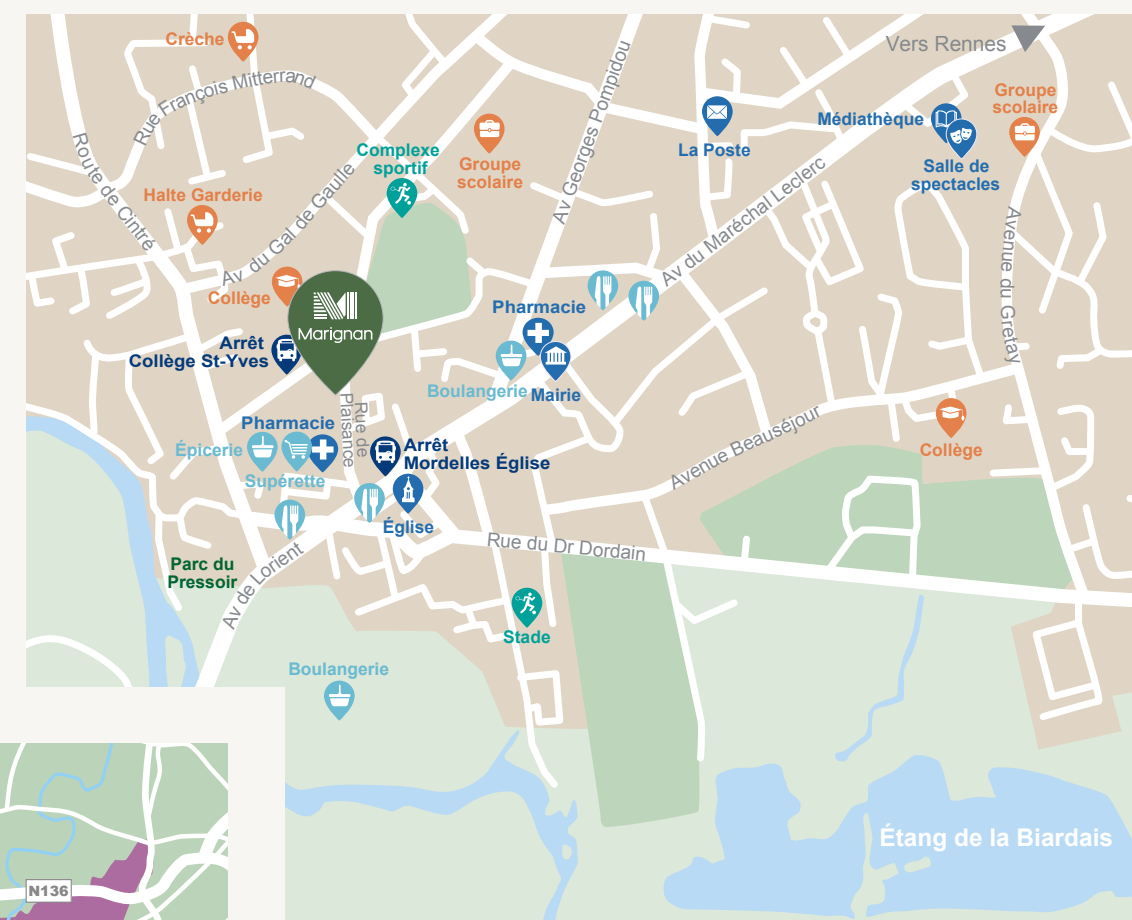 Crèche
Vers Rennes
Rue François Mitterrand
Av Georges Pompidou
Groupe
scolaire
Médiathèque
La Poste
Salle de
spectacles
Complexe
sportif
Groupe
scolaire
Route de Cintré
Halte Garderie
Av du Gal de Gaulle
Av du Maréchal Leclerc
Avenue du Gretay
Collège
Marignan
Pharmacie
Arrêt
Collège St-Yves
Boulangerie
Mairie
Rue de
Plaisance
Pharmacie
Épicerie
Supérette
Arrêt
Mordelles Église
Avenue Beauséjour
Collège
Église
Rue du Dr Dordain
Parc du
Pressoir
Av de Lorient
Stade
Boulangerie
Étang de la Biardais
N136